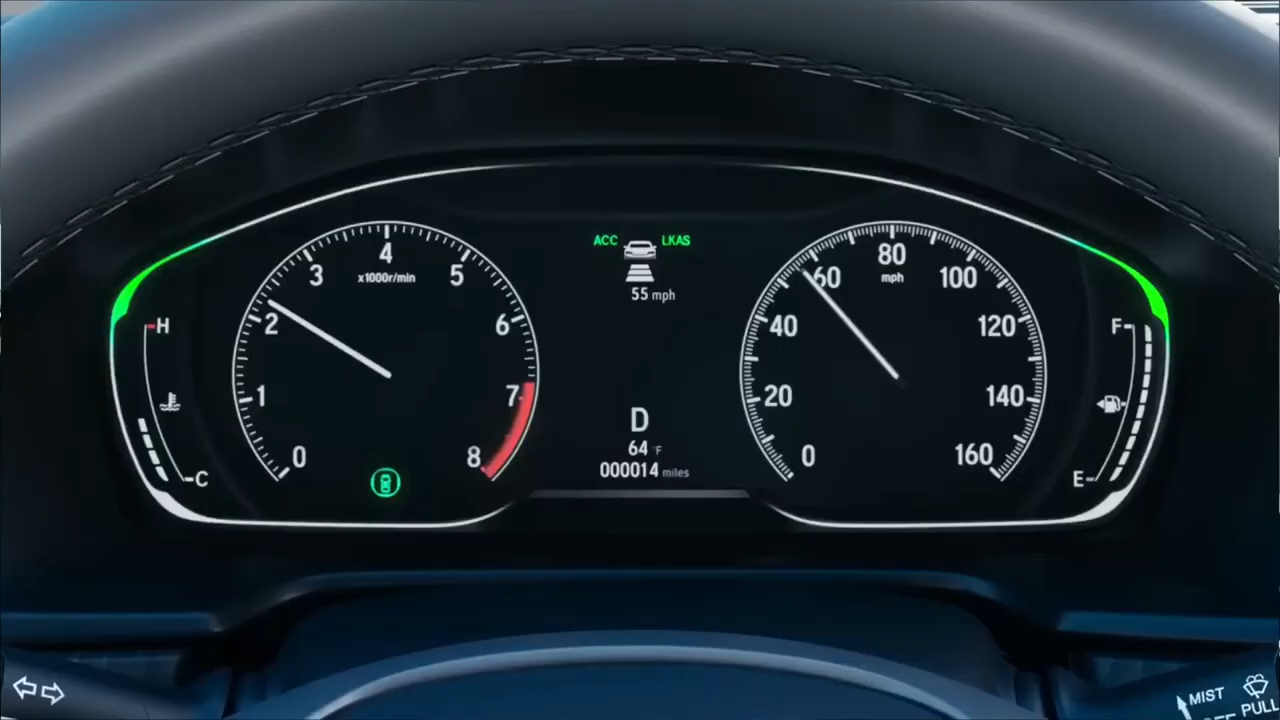 ACC LKAS
55 mph
0 1 2 3 4 5 6 7 8
x1000r/min
0 20 40 60 80 100 120 140 160
mph
H
C
F
E
D
64 °F
000014 miles
MIST
PULL